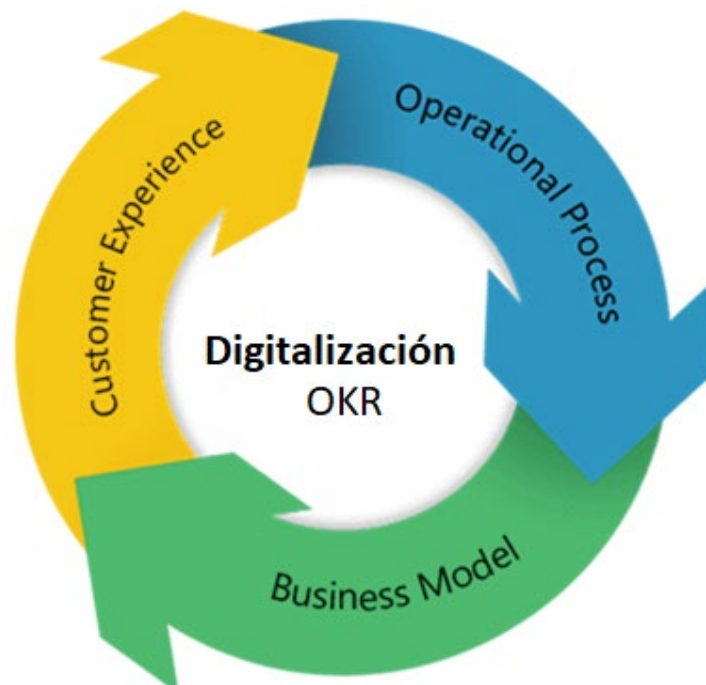 Customer Experience
Operational Process
Digitalización
OKR
Business Model